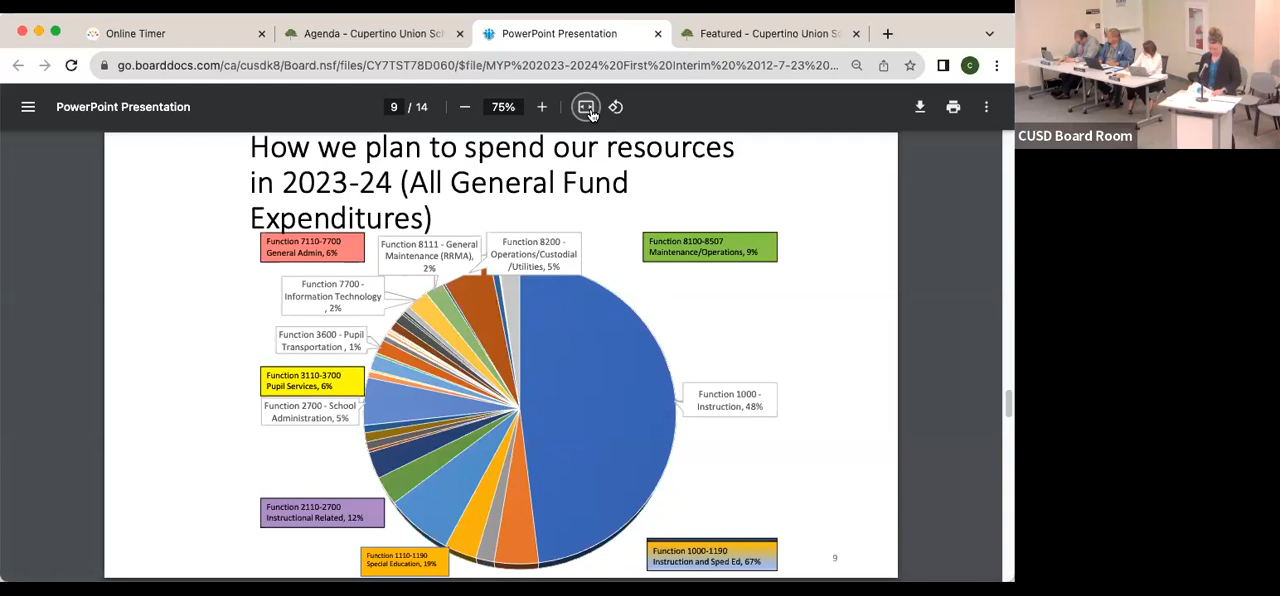 Online Timer
Agenda - Cupertino Union Sch
PowerPoint Presentation
Featured - Cupertino Union Sc
go.boarddocs.com/ca/cusdk8/Board.nsf/files/CY7TST7DD50/$file/MYP%202023-2024%20First%20Interim%20%2012-7-23%20...
PowerPoint Presentation
9 / 14
75%
CUSD Board Room
How we plan to spend our resources
in 2023-24 (All General Fund
Expenditures)
Function 7110-7700
General Admin, 6%
Function 8111 - General
Maintenance (RRMA),
2%
Function 8200 -
Operations/Custodial
/Utilities, 5%
Function 8100-8507
Maintenance/Operations, 9%
Function 7700 -
Information Technology
, 2%
Function 3600 - Pupil
Transportation , 1%
Function 3110-3700
Pupil Services, 6%
Function 2700 - School
Administration, 5%
Function 1000 -
Instruction, 48%
Function 2110-2700
Instructional Related, 12%
Function 1110-1190
Special Education, 19%
Function 1000-1190
Instruction and Sped Ed, 67%
9